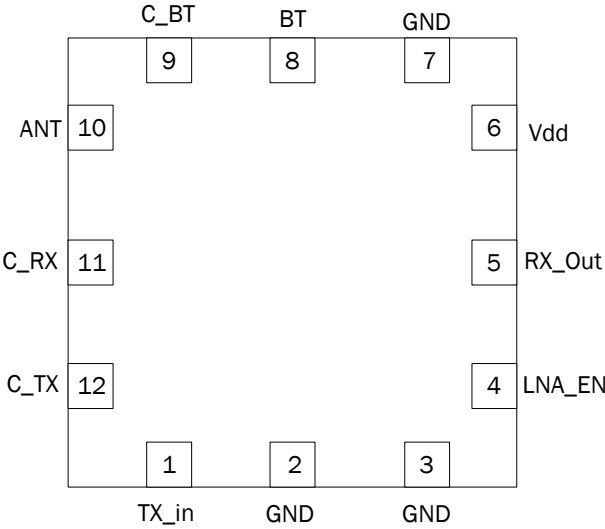 C_BT BT GND
9 8 7
ANT 10 6 Vdd
C_RX 11 5 RX_Out
C_TX 12 4 LNA_EN
1 2 3
TX_in GND GND